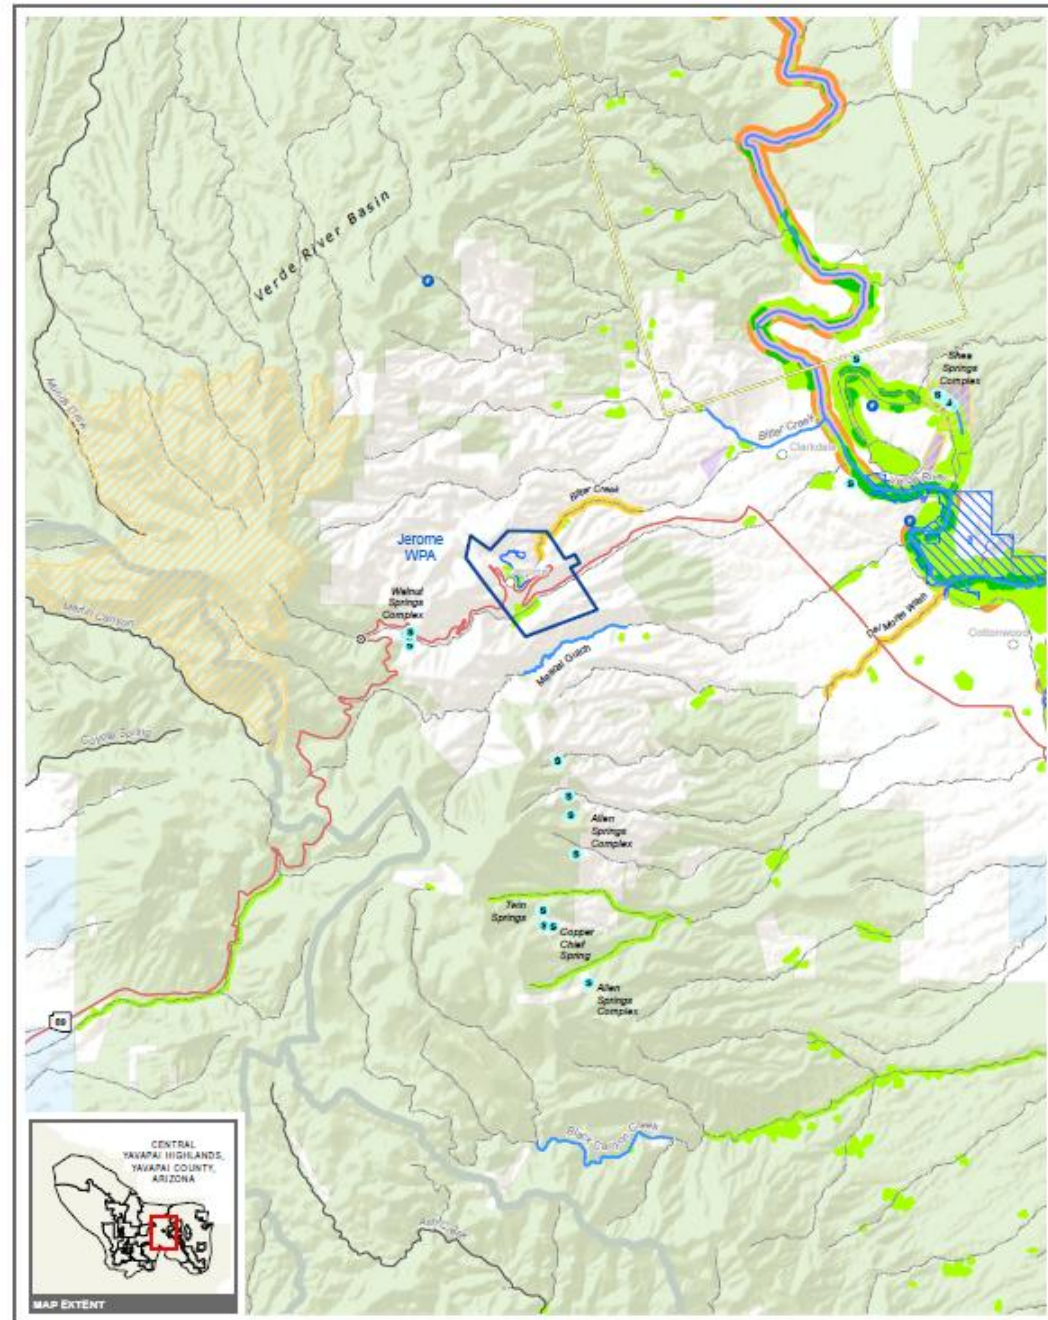 Verde River Basin
Shea
Springs
Complex
Bitter Creek
Clarkdale
Bitter Creek
Jerome
WPA
Walnut
Springs
Complex
Martin Canyon
Coyote Spring
Mescal Gulch
Cottonwood
Allen
Springs
Complex
Twin
Springs
Copper
Chief
Spring
Allen
Springs
Complex
89
Black Canyon Creek
CENTRAL
YAVAPAI HIGHLANDS,
YAVAPAI COUNTY,
ARIZONA
MAP EXTENT